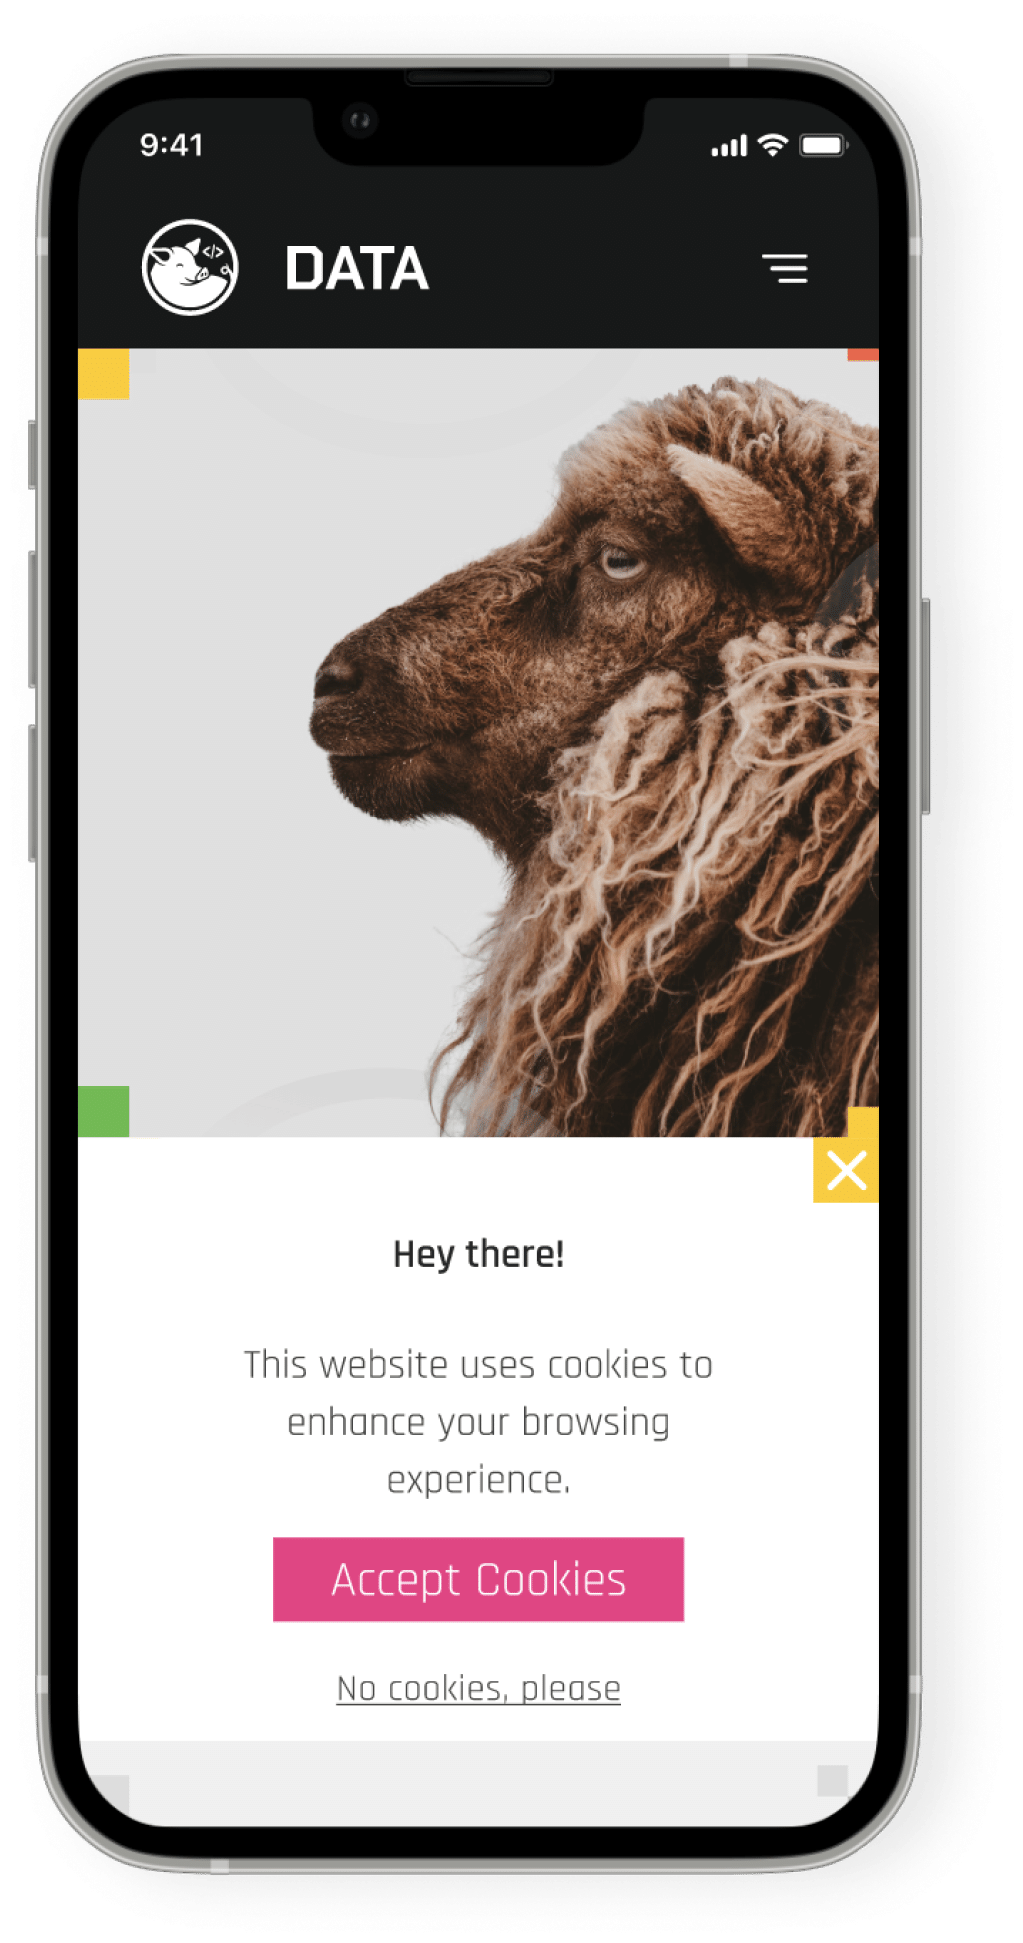 9:41
</>
DATA
Hey there!
This website uses cookies to
enhance your browsing
experience.
Accept Cookies
No cookies, please